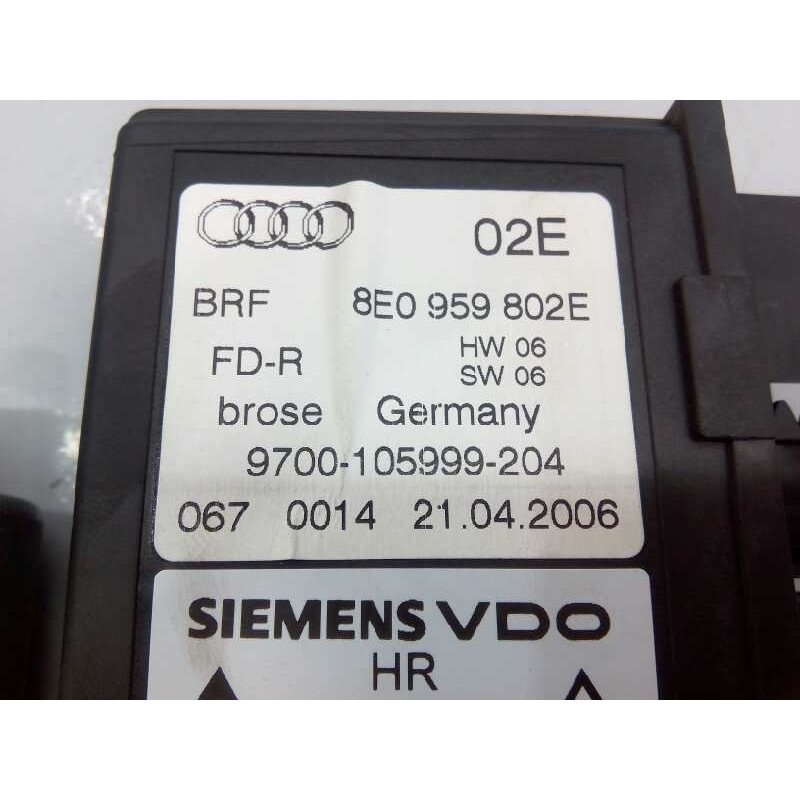 02E
BRF 8E0 959 802E
FD-R HW 06
SW 06
brose Germany
9700-105999-204
067 0014 21.04.2006
SIEMENS VDO
HR